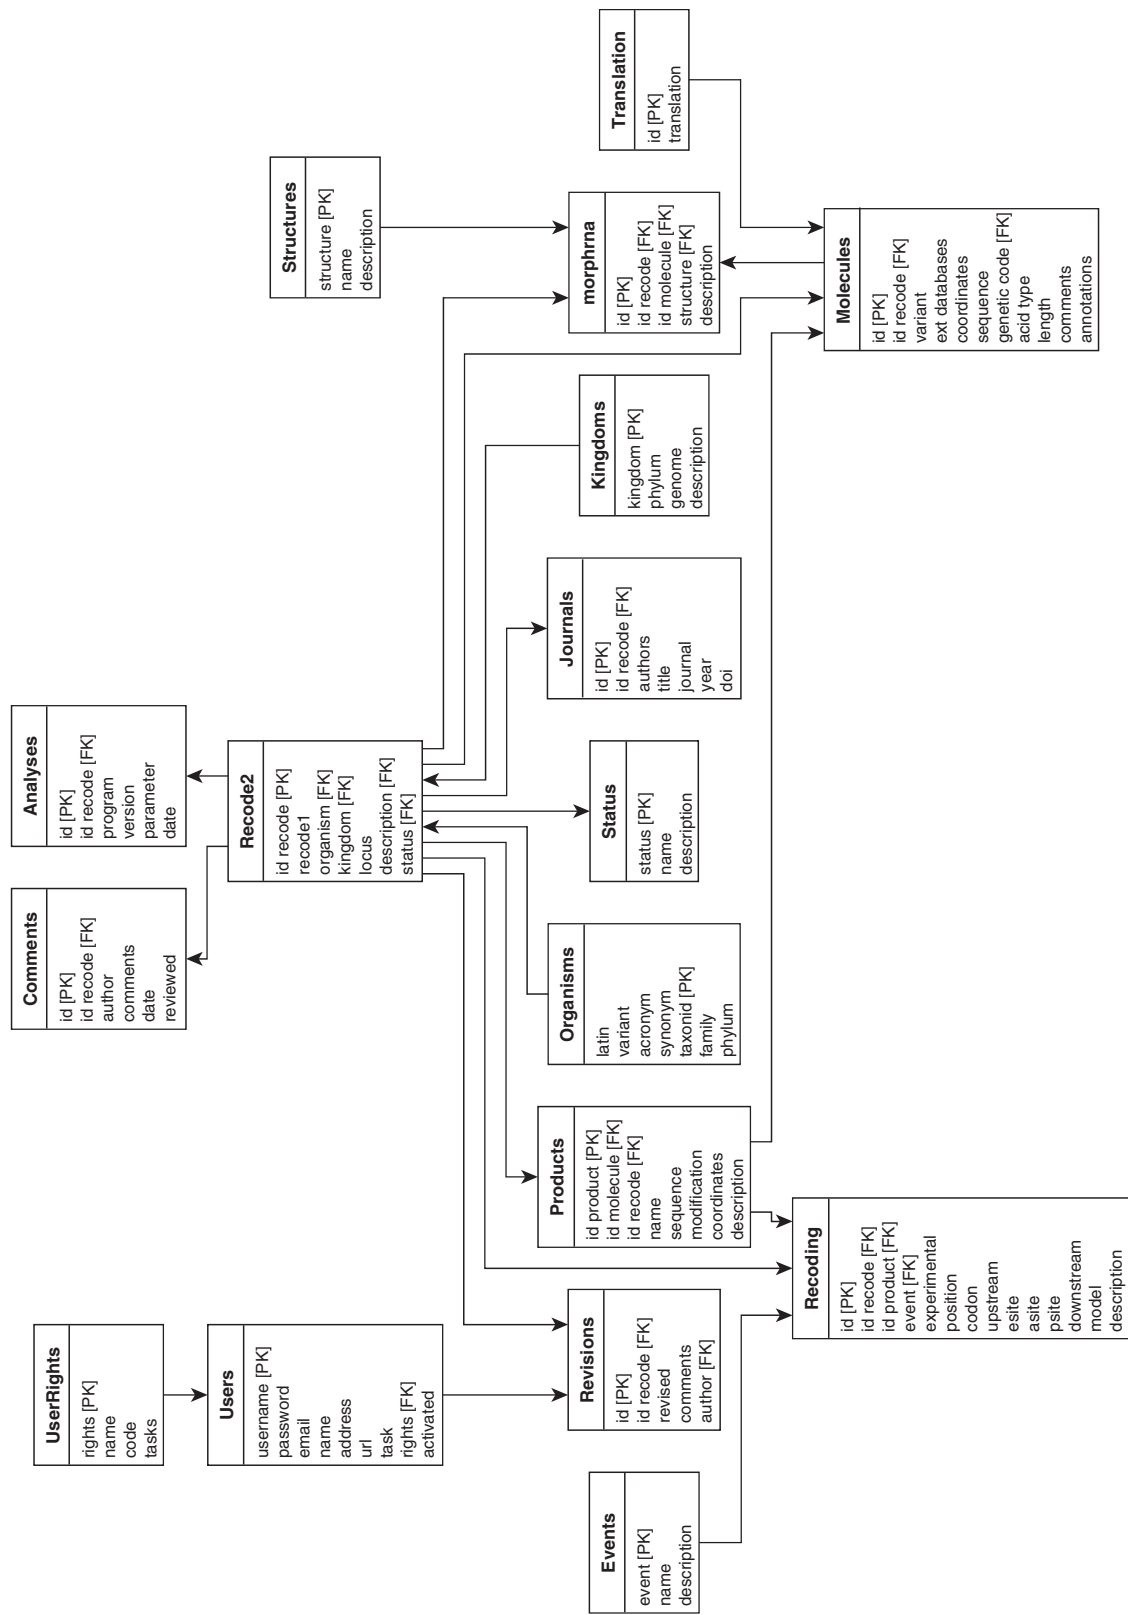 UserRights
rights [PK]
name
code
tasks
Users
username [PK]
password
email
name
address
url
task
rights [FK]
activated
Comments
id [PK]
id recode [FK]
author
comments
date
reviewed
Analyses
id [PK]
id recode [FK]
program
version
parameter
date
Recode2
id recode [PK]
recode1
organism [FK]
kingdom [FK]
locus
description [FK]
status [FK]
Structures
structure [PK]
name
description
Events
event [PK]
name
description
Revisions
id [PK]
id recode [FK]
revised
comments
author [FK]
Products
id product [PK]
id molecule [FK]
id recode [FK]
name
sequence
modification
coordinates
description
Organisms
latin
variant
acronym
synonym
taxonid [PK]
family
phylum
Status
status [PK]
name
description
Journals
id [PK]
id recode [FK]
authors
title
journal
year
doi
Kingdoms
kingdom [PK]
phylum
genome
description
morphrna
id [PK]
id recode [FK]
id molecule [FK]
structure [FK]
description
Translation
id [PK]
translation
Recoding
id [PK]
id recode [FK]
id product [FK]
event [FK]
experimental
position
codon
upstream
esite
asite
psite
downstream
model
description
Molecules
id [PK]
id recode [FK]
variant
ext databases
coordinates
sequence
genetic code [FK]
acid type
length
comments
annotations